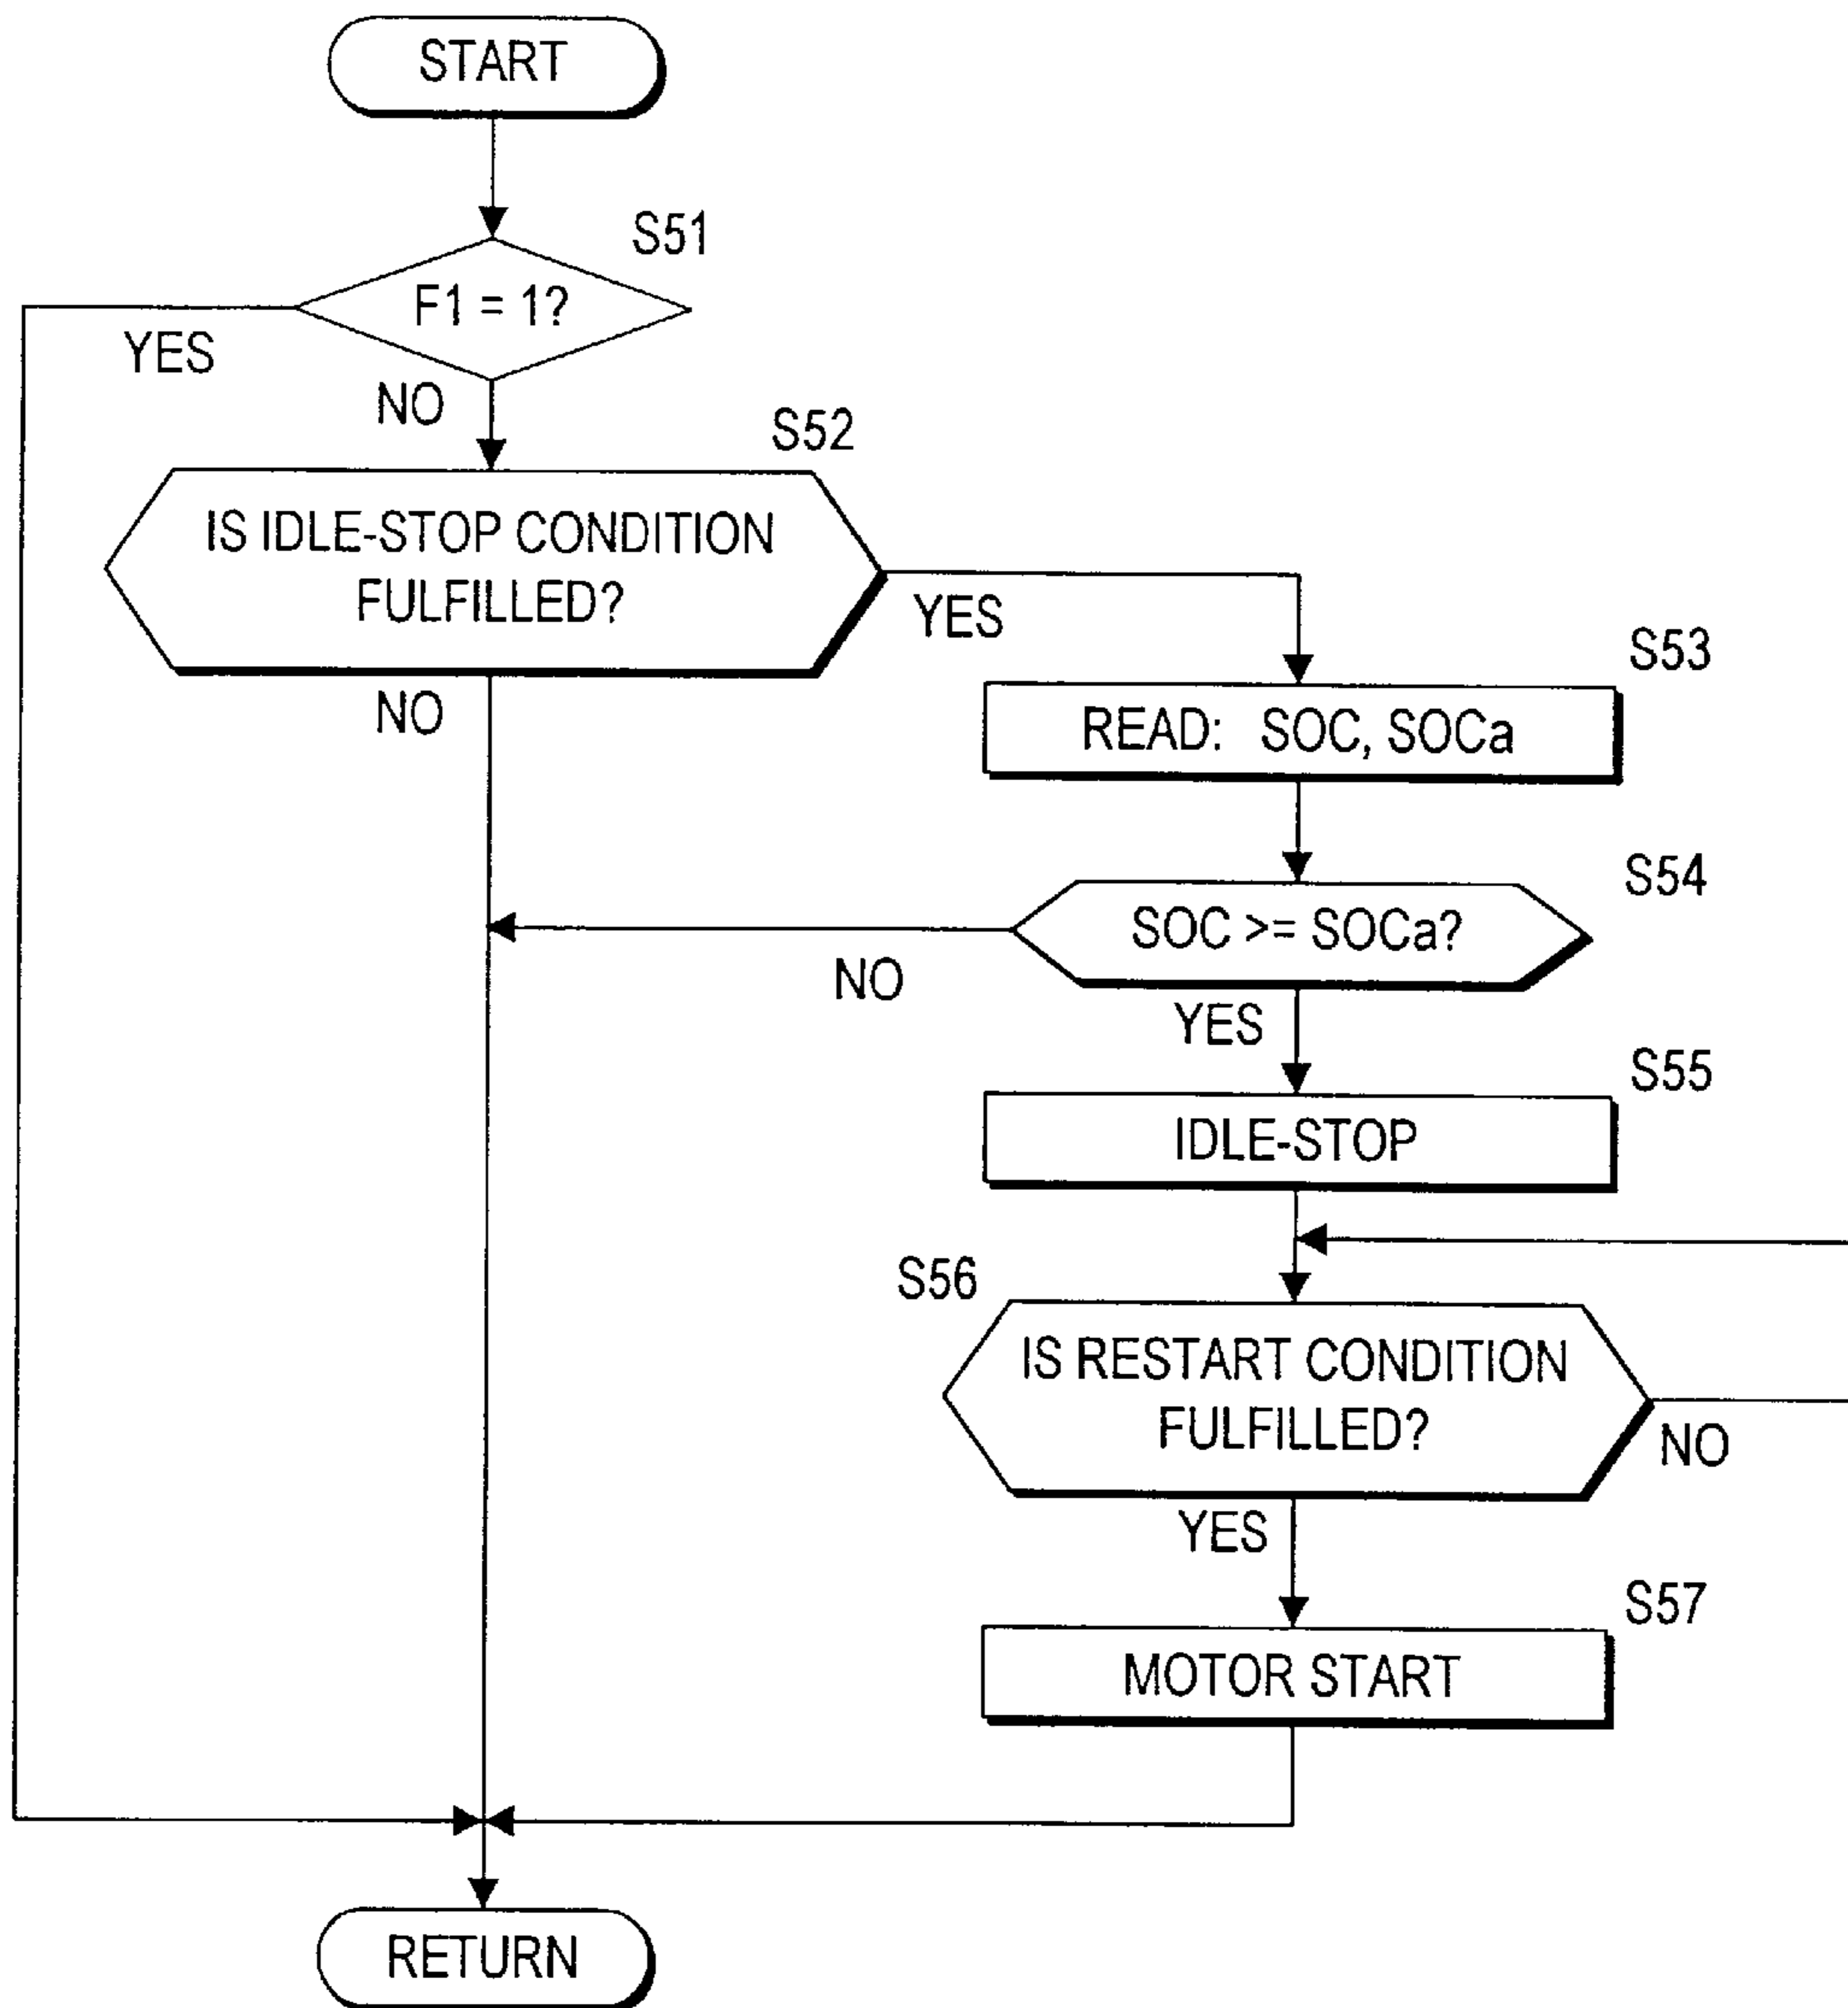 START
S51
F1 = 1?
YES
NO
S52
IS IDLE-STOP CONDITION
FULFILLED?
YES
NO
S53
READ: SOC, SOCa
S54
SOC >= SOCa?
NO
YES
S55
IDLE-STOP
S56
IS RESTART CONDITION
FULFILLED?
NO
YES
S57
MOTOR START
RETURN